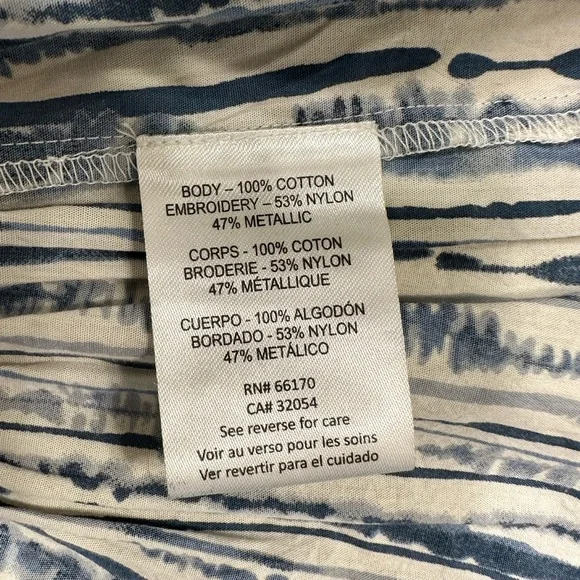 BODY – 100% COTTON
EMBROIDERY – 53% NYLON
47% METALLIC
CORPS - 100% COTON
BRODERIE - 53% NYLON
47% MÉTALLIQUE
CUERPO - 100% ALGODÓN
BORDADO - 53% NYLON
47% METÁLICO
RN# 66170
CA# 32054
See reverse for care
Voir au verso pour les soins
Ver revertir para el cuidado